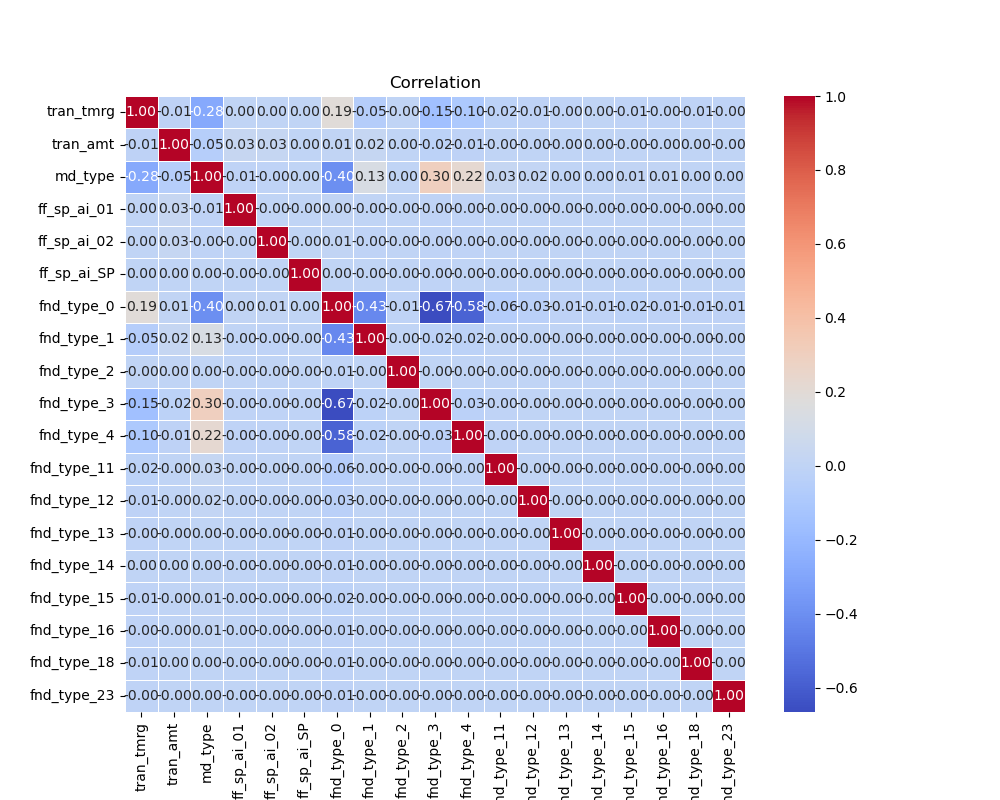 Correlation
tran_tmrg 1.00 -0.01 -0.28 0.00 0.00 0.00 0.19 -0.05 -0.00 -0.15 -0.10 -0.02 -0.01 -0.00 0.00 -0.01 -0.00 -0.01 -0.00
tran_amt -0.01 1.00 -0.05 0.03 0.03 0.00 0.01 0.02 0.00 -0.02 -0.01 -0.00 -0.00 -0.00 -0.00 -0.00 -0.00 0.00 -0.00
md_type -0.28 -0.05 1.00 -0.01 -0.00 0.00 -0.40 0.13 0.00 0.30 0.22 0.03 0.02 0.00 0.00 0.01 0.01 0.00 0.00
ff_sp_ai_01 0.00 0.03 -0.01 1.00 -0.00 -0.00 0.00 -0.00 -0.00 -0.00 -0.00 -0.00 -0.00 -0.00 -0.00 -0.00 -0.00 -0.00 -0.00
ff_sp_ai_02 0.00 0.03 -0.00 -0.00 1.00 -0.00 0.01 -0.00 -0.00 -0.00 -0.00 -0.00 -0.00 -0.00 -0.00 -0.00 -0.00 -0.00 -0.00
ff_sp_ai_SP 0.00 0.00 0.00 -0.00 -0.00 1.00 0.00 -0.00 -0.00 -0.00 -0.00 -0.00 -0.00 -0.00 -0.00 -0.00 -0.00 -0.00 -0.00
fnd_type_0 0.19 0.01 -0.40 0.00 0.01 0.00 1.00 -0.43 -0.01 -0.67 -0.58 -0.06 -0.03 -0.01 -0.01 -0.02 -0.01 -0.01 -0.01
fnd_type_1 -0.05 0.02 0.13 -0.00 -0.00 -0.00 -0.43 1.00 -0.00 -0.02 -0.02 -0.00 -0.00 -0.00 -0.00 -0.00 -0.00 -0.00 -0.00
fnd_type_2 -0.00 0.00 0.00 -0.00 -0.00 -0.00 -0.01 -0.00 1.00 -0.00 -0.00 -0.00 -0.00 -0.00 -0.00 -0.00 -0.00 -0.00 -0.00
fnd_type_3 -0.15 -0.02 0.30 -0.00 -0.00 -0.00 -0.67 -0.02 -0.00 1.00 -0.03 -0.00 -0.00 -0.00 -0.00 -0.00 -0.00 -0.00 -0.00
fnd_type_4 -0.10 -0.01 0.22 -0.00 -0.00 -0.00 -0.58 -0.02 -0.00 -0.03 1.00 -0.00 -0.00 -0.00 -0.00 -0.00 -0.00 -0.00 -0.00
fnd_type_11 -0.02 -0.00 0.03 -0.00 -0.00 -0.00 -0.06 -0.00 -0.00 -0.00 -0.00 1.00 -0.00 -0.00 -0.00 -0.00 -0.00 -0.00 -0.00
fnd_type_12 -0.01 -0.00 0.02 -0.00 -0.00 -0.00 -0.03 -0.00 -0.00 -0.00 -0.00 -0.00 1.00 -0.00 -0.00 -0.00 -0.00 -0.00 -0.00
fnd_type_13 -0.00 -0.00 0.00 -0.00 -0.00 -0.00 -0.01 -0.00 -0.00 -0.00 -0.00 -0.00 -0.00 1.00 -0.00 -0.00 -0.00 -0.00 -0.00
fnd_type_14 0.00 -0.00 0.00 -0.00 -0.00 -0.00 -0.01 -0.00 -0.00 -0.00 -0.00 -0.00 -0.00 -0.00 1.00 -0.00 -0.00 -0.00 -0.00
fnd_type_15 -0.01 -0.00 0.01 -0.00 -0.00 -0.00 -0.02 -0.00 -0.00 -0.00 -0.00 -0.00 -0.00 -0.00 -0.00 1.00 -0.00 -0.00 -0.00
fnd_type_16 -0.00 -0.00 0.01 -0.00 -0.00 -0.00 -0.01 -0.00 -0.00 -0.00 -0.00 -0.00 -0.00 -0.00 -0.00 -0.00 1.00 -0.00 -0.00
fnd_type_18 -0.01 0.00 0.00 -0.00 -0.00 -0.00 -0.01 -0.00 -0.00 -0.00 -0.00 -0.00 -0.00 -0.00 -0.00 -0.00 -0.00 1.00 -0.00
fnd_type_23 -0.00 -0.00 0.00 -0.00 -0.00 -0.00 -0.01 -0.00 -0.00 -0.00 -0.00 -0.00 -0.00 -0.00 -0.00 -0.00 -0.00 -0.00 1.00
tran_tmrg
tran_amt
md_type
ff_sp_ai_01
ff_sp_ai_02
ff_sp_ai_SP
fnd_type_0
fnd_type_1
fnd_type_2
fnd_type_3
fnd_type_4
nd_type_11
nd_type_12
nd_type_13
nd_type_14
nd_type_15
nd_type_16
nd_type_18
nd_type_23
1.0
0.8
0.6
0.4
0.2
0.0
−0.2
−0.4
−0.6